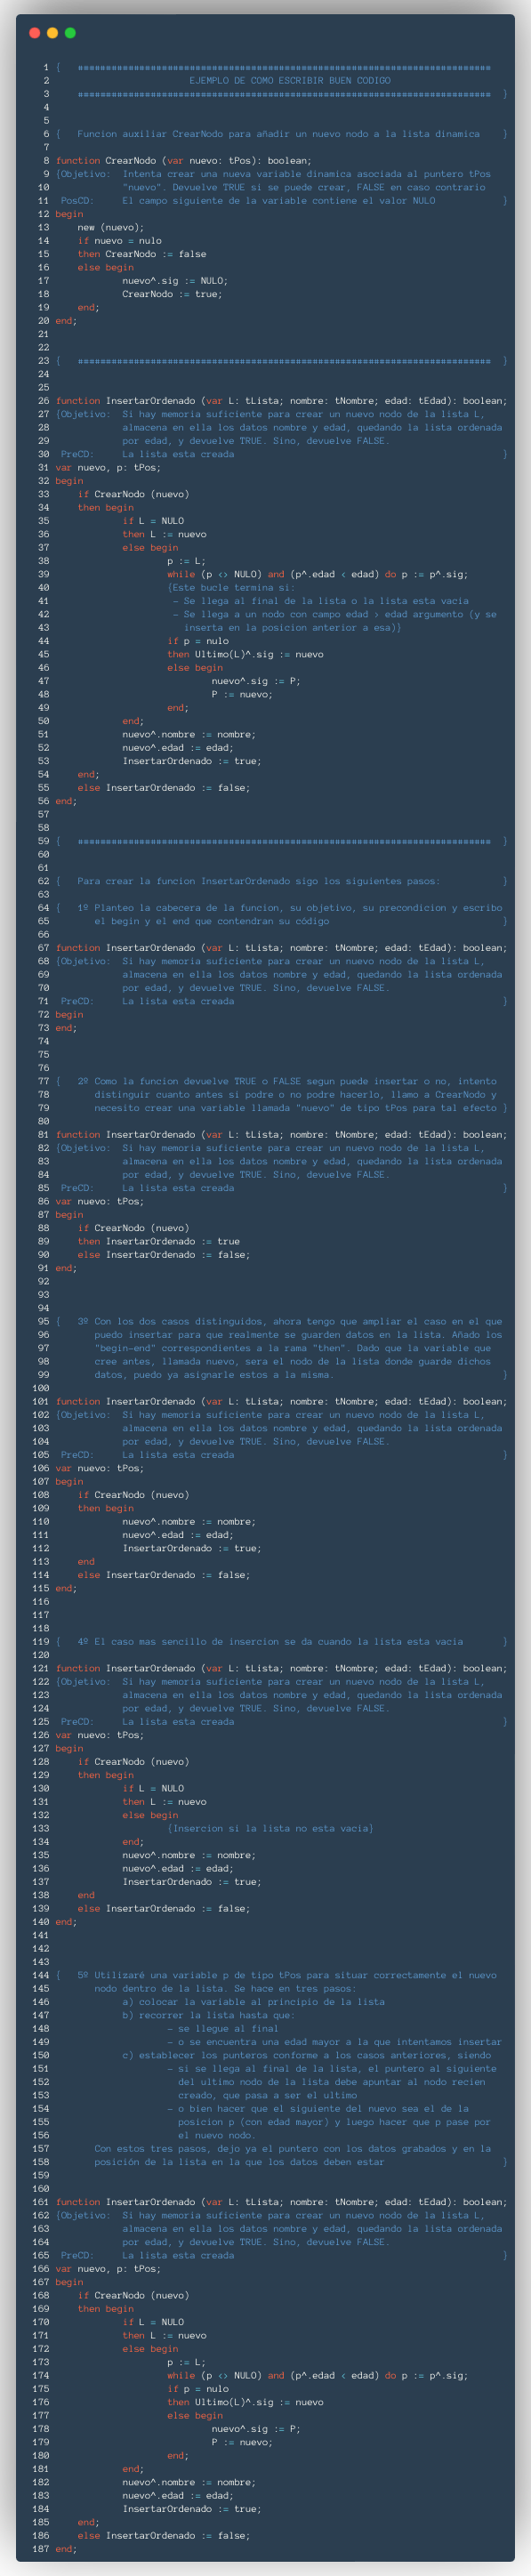 1 {   ==========================================================================
2                         EJEMPLO DE COMO ESCRIBIR BUEN CODIGO
3     ==========================================================================  }
4
5
6 {   Funcion auxiliar CrearNodo para añadir un nuevo nodo a la lista dinamica    }
7
8 function CrearNodo (var nuevo: tPos): boolean;
9 {Objetivo:  Intenta crear una nueva variable dinamica asociada al puntero tPos
10            "nuevo". Devuelve TRUE si se puede crear, FALSE en caso contrario
11 PosCD:     El campo siguiente de la variable contiene el valor NULO            }
12 begin
13    new (nuevo);
14    if nuevo = nulo
15    then CrearNodo := false
16    else begin
17            nuevo^.sig := NULO;
18            CrearNodo := true;
19    end;
20 end;
21
22
23 {   ==========================================================================  }
24
25
26 function InsertarOrdenado (var L: tLista; nombre: tNombre; edad: tEdad): boolean;
27 {Objetivo:  Si hay memoria suficiente para crear un nuevo nodo de la lista L,
28            almacena en ella los datos nombre y edad, quedando la lista ordenada
29            por edad, y devuelve TRUE. Sino, devuelve FALSE.
30 PreCD:     La lista esta creada                                                }
31 var nuevo, p: tPos;
32 begin
33    if CrearNodo (nuevo)
34    then begin
35            if L = NULO
36            then L := nuevo
37            else begin
38                    p := L;
39                    while (p <> NULO) and (p^.edad < edad) do p := p^.sig;
40                    {Este bucle termina si:
41                     - Se llega al final de la lista o la lista esta vacia
42                     - Se llega a un nodo con campo edad > edad argumento (y se
43                       inserta en la posicion anterior a esa)}
44                    if p = nulo
45                    then Ultimo(L)^.sig := nuevo
46                    else begin
47                            nuevo^.sig := P;
48                            P := nuevo;
49                    end;
50            end;
51            nuevo^.nombre := nombre;
52            nuevo^.edad := edad;
53            InsertarOrdenado := true;
54    end;
55    else InsertarOrdenado := false;
56 end;
57
58
59 {   ==========================================================================  }
60
61
62 {   Para crear la funcion InsertarOrdenado sigo los siguientes pasos:           }
63
64 {   1º Planteo la cabecera de la funcion, su objetivo, su precondicion y escribo
65       el begin y el end que contendran su código                               }
66
67 function InsertarOrdenado (var L: tLista; nombre: tNombre; edad: tEdad): boolean;
68 {Objetivo:  Si hay memoria suficiente para crear un nuevo nodo de la lista L,
69            almacena en ella los datos nombre y edad, quedando la lista ordenada
70            por edad, y devuelve TRUE. Sino, devuelve FALSE.
71 PreCD:     La lista esta creada                                                }
72 begin
73 end;
74
75
76
77 {   2º Como la funcion devuelve TRUE o FALSE segun puede insertar o no, intento
78       distinguir cuanto antes si podre o no podre hacerlo, llamo a CrearNodo y
79       necesito crear una variable llamada "nuevo" de tipo tPos para tal efecto }
80
81 function InsertarOrdenado (var L: tLista; nombre: tNombre; edad: tEdad): boolean;
82 {Objetivo:  Si hay memoria suficiente para crear un nuevo nodo de la lista L,
83            almacena en ella los datos nombre y edad, quedando la lista ordenada
84            por edad, y devuelve TRUE. Sino, devuelve FALSE.
85 PreCD:     La lista esta creada                                                }
86 var nuevo: tPos;
87 begin
88    if CrearNodo (nuevo)
89    then InsertarOrdenado := true
90    else InsertarOrdenado := false;
91 end;
92
93
94
95 {   3º Con los dos casos distinguidos, ahora tengo que ampliar el caso en el que
96       puedo insertar para que realmente se guarden datos en la lista. Añado los
97       "begin-end" correspondientes a la rama "then". Dado que la variable que
98       cree antes, llamada nuevo, sera el nodo de la lista donde guarde dichos
99       datos, puedo ya asignarle estos a la misma.                              }
100
101 function InsertarOrdenado (var L: tLista; nombre: tNombre; edad: tEdad): boolean;
102 {Objetivo:  Si hay memoria suficiente para crear un nuevo nodo de la lista L,
103            almacena en ella los datos nombre y edad, quedando la lista ordenada
104            por edad, y devuelve TRUE. Sino, devuelve FALSE.
105 PreCD:     La lista esta creada                                                }
106 var nuevo: tPos;
107 begin
108    if CrearNodo (nuevo)
109    then begin
110            nuevo^.nombre := nombre;
111            nuevo^.edad := edad;
112            InsertarOrdenado := true;
113    end
114    else InsertarOrdenado := false;
115 end;
116
117
118
119 {   4º El caso mas sencillo de insercion se da cuando la lista esta vacia       }
120
121 function InsertarOrdenado (var L: tLista; nombre: tNombre; edad: tEdad): boolean;
122 {Objetivo:  Si hay memoria suficiente para crear un nuevo nodo de la lista L,
123            almacena en ella los datos nombre y edad, quedando la lista ordenada
124            por edad, y devuelve TRUE. Sino, devuelve FALSE.
125 PreCD:     La lista esta creada                                                }
126 var nuevo: tPos;
127 begin
128    if CrearNodo (nuevo)
129    then begin
130            if L = NULO
131            then L := nuevo
132            else begin
133                    {Insercion si la lista no esta vacia}
134            end;
135            nuevo^.nombre := nombre;
136            nuevo^.edad := edad;
137            InsertarOrdenado := true;
138    end
139    else InsertarOrdenado := false;
140 end;
141
142
143
144 {   5º Utilizaré una variable p de tipo tPos para situar correctamente el nuevo
145       nodo dentro de la lista. Se hace en tres pasos:
146            a) colocar la variable al principio de la lista
147            b) recorrer la lista hasta que:
148                    - se llegue al final
149                    - o se encuentra una edad mayor a la que intentamos insertar
150            c) establecer los punteros conforme a los casos anteriores, siendo
151                    - si se llega al final de la lista, el puntero al siguiente
152                      del ultimo nodo de la lista debe apuntar al nodo recien
153                      creado, que pasa a ser el ultimo
154                    - o bien hacer que el siguiente del nuevo sea el de la
155                      posicion p (con edad mayor) y luego hacer que p pase por
156                      el nuevo nodo.
157       Con estos tres pasos, dejo ya el puntero con los datos grabados y en la
158       posición de la lista en la que los datos deben estar                     }
159
160
161 function InsertarOrdenado (var L: tLista; nombre: tNombre; edad: tEdad): boolean;
162 {Objetivo:  Si hay memoria suficiente para crear un nuevo nodo de la lista L,
163            almacena en ella los datos nombre y edad, quedando la lista ordenada
164            por edad, y devuelve TRUE. Sino, devuelve FALSE.
165 PreCD:     La lista esta creada                                                }
166 var nuevo, p: tPos;
167 begin
168    if CrearNodo (nuevo)
169    then begin
170            if L = NULO
171            then L := nuevo
172            else begin
173                    p := L;
174                    while (p <> NULO) and (p^.edad < edad) do p := p^.sig;
175                    if p = nulo
176                    then Ultimo(L)^.sig := nuevo
177                    else begin
178                            nuevo^.sig := P;
179                            P := nuevo;
180                    end;
181            end;
182            nuevo^.nombre := nombre;
183            nuevo^.edad := edad;
184            InsertarOrdenado := true;
185    end;
186    else InsertarOrdenado := false;
187 end;